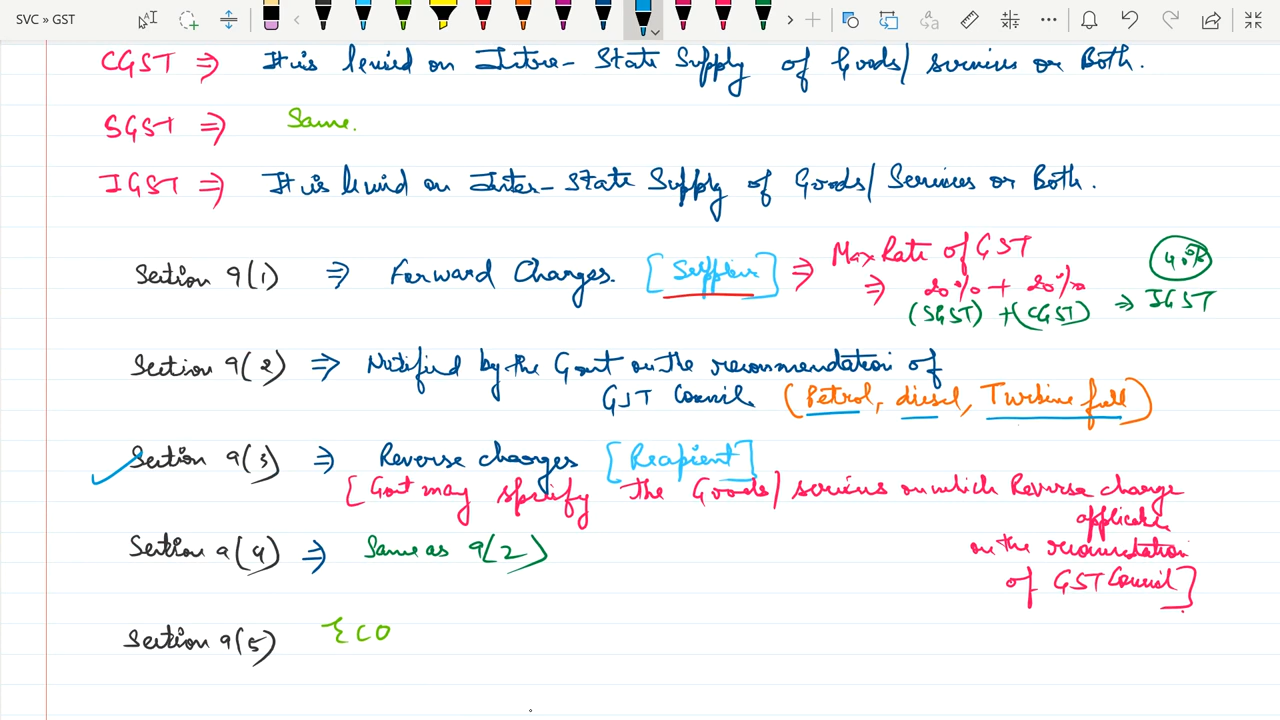 SVC » GST
CGST ⇒ It is levied on Intra-State Supply of Goods/services or Both.
SGST ⇒ Same.
IGST ⇒ It is levied on Inter-State Supply of Goods/Services or Both.
Section 9(1) ⇒ Forward Charges. [Supplier] ⇒ Max Rate of GST
⇒ 20% + 20% 40%
(SGST) + (CGST) ⇒ IGST
Section 9(2) ⇒ Notified by the Govt on the recommendation of
GST Council (Petrol, diesel, Turbine full)
Section 9(3) ⇒ Reverse charges [Reapient]
[Govt may specify the Goods/services on which Reverse charge
applicable
on the recommendation
of GST Council]
Section 9(4) ⇒ Same as 9(2)
Section 9(5) ECO